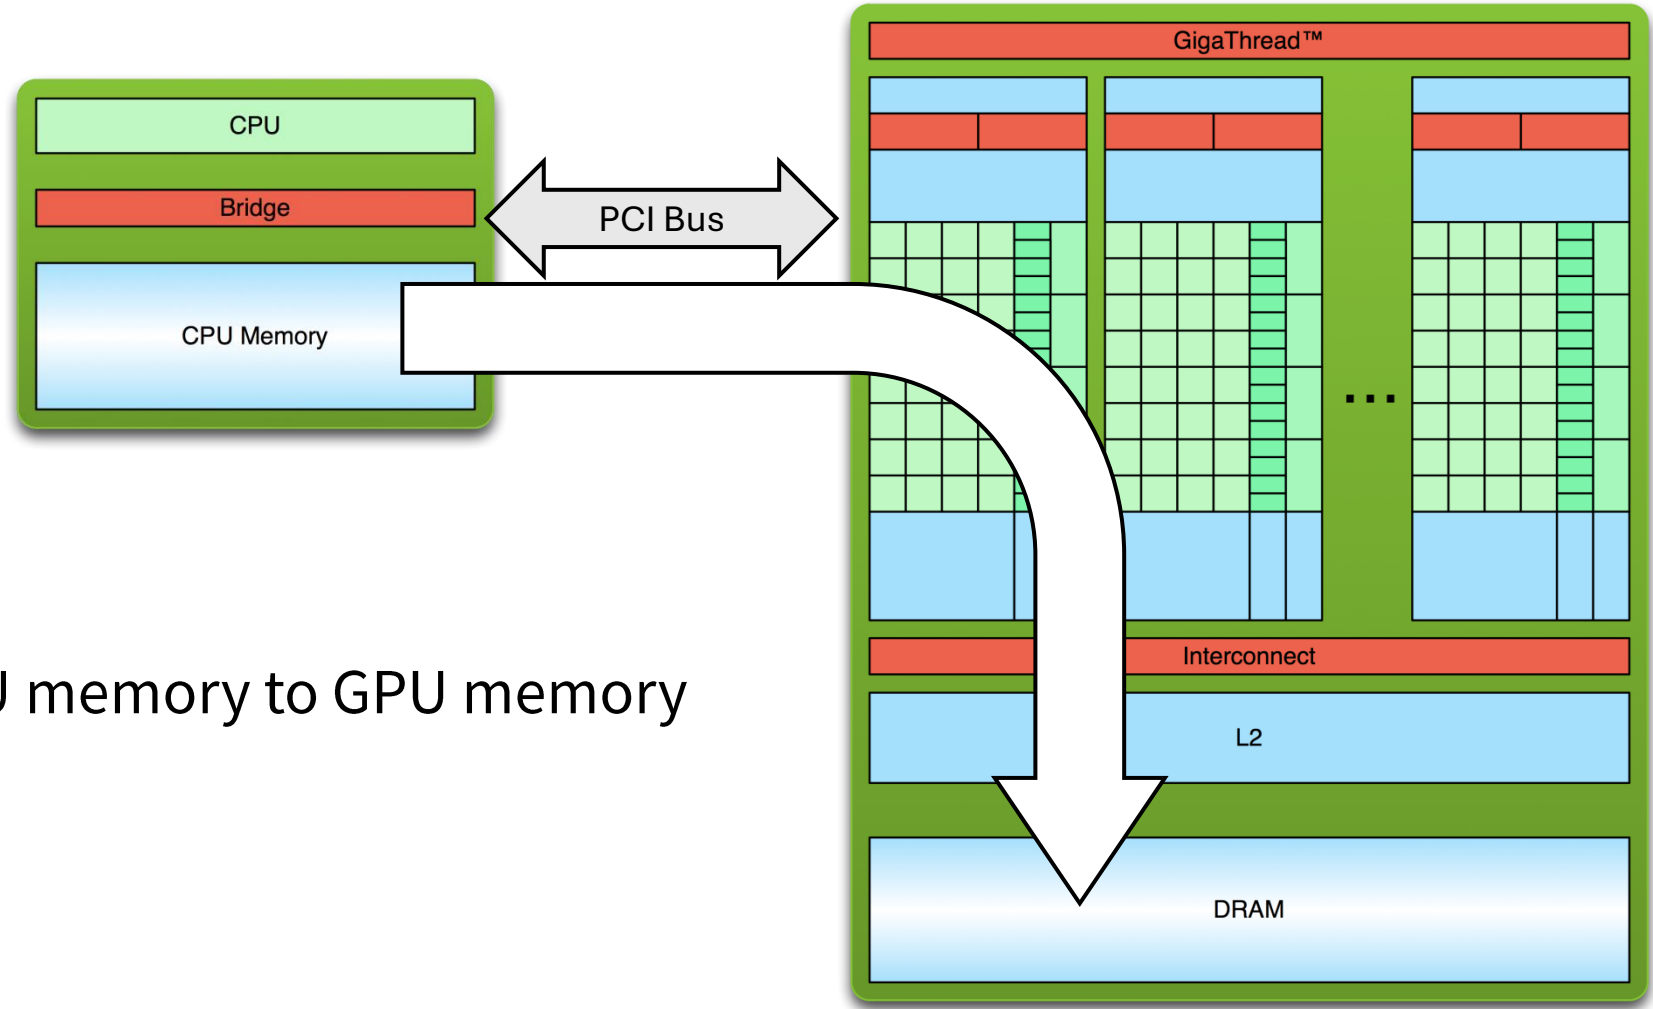 GigaThread™
CPU
Bridge
PCI Bus
CPU Memory
...
Interconnect
memory to GPU memory
L2
DRAM